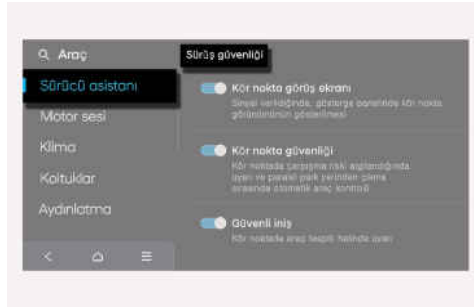 Araç
Sürücü asistanı
Motor sesi
Klima
Koltuklar
Aydınlatma
Sürüş güvenliği
Kör nokta görüş ekranı
Sinyal verildiğinde, gösterge panelinde kör nokta
görünümünün gösterilmesi
Kör nokta güvenliği
Kör noktada çarpışma riski algılandığında
uyarı ve paralel park yerinden çıkma
sırasında otomatik araç kontrolü
Güvenli iniş
Kör noktada araç tespiti halinde uyarı